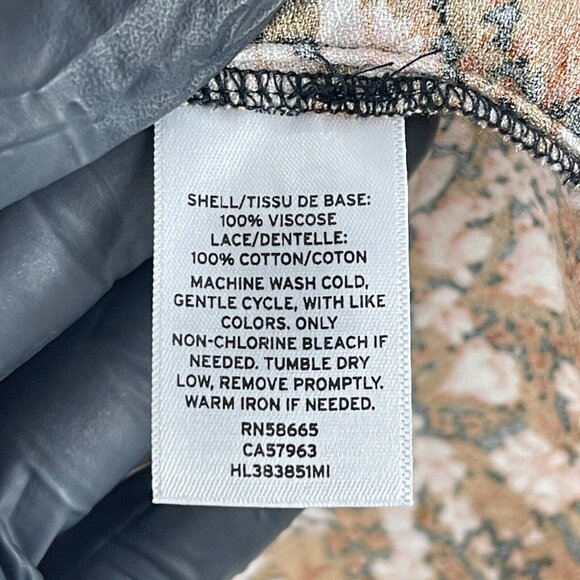 SHELL/TISSU DE BASE:
100% VISCOSE
LACE/DENTELLE:
100% COTTON/COTON
MACHINE WASH COLD,
GENTLE CYCLE, WITH LIKE
COLORS. ONLY
NON-CHLORINE BLEACH IF
NEEDED. TUMBLE DRY
LOW, REMOVE PROMPTLY.
WARM IRON IF NEEDED.
RN58665
CA57963
HL383851MI